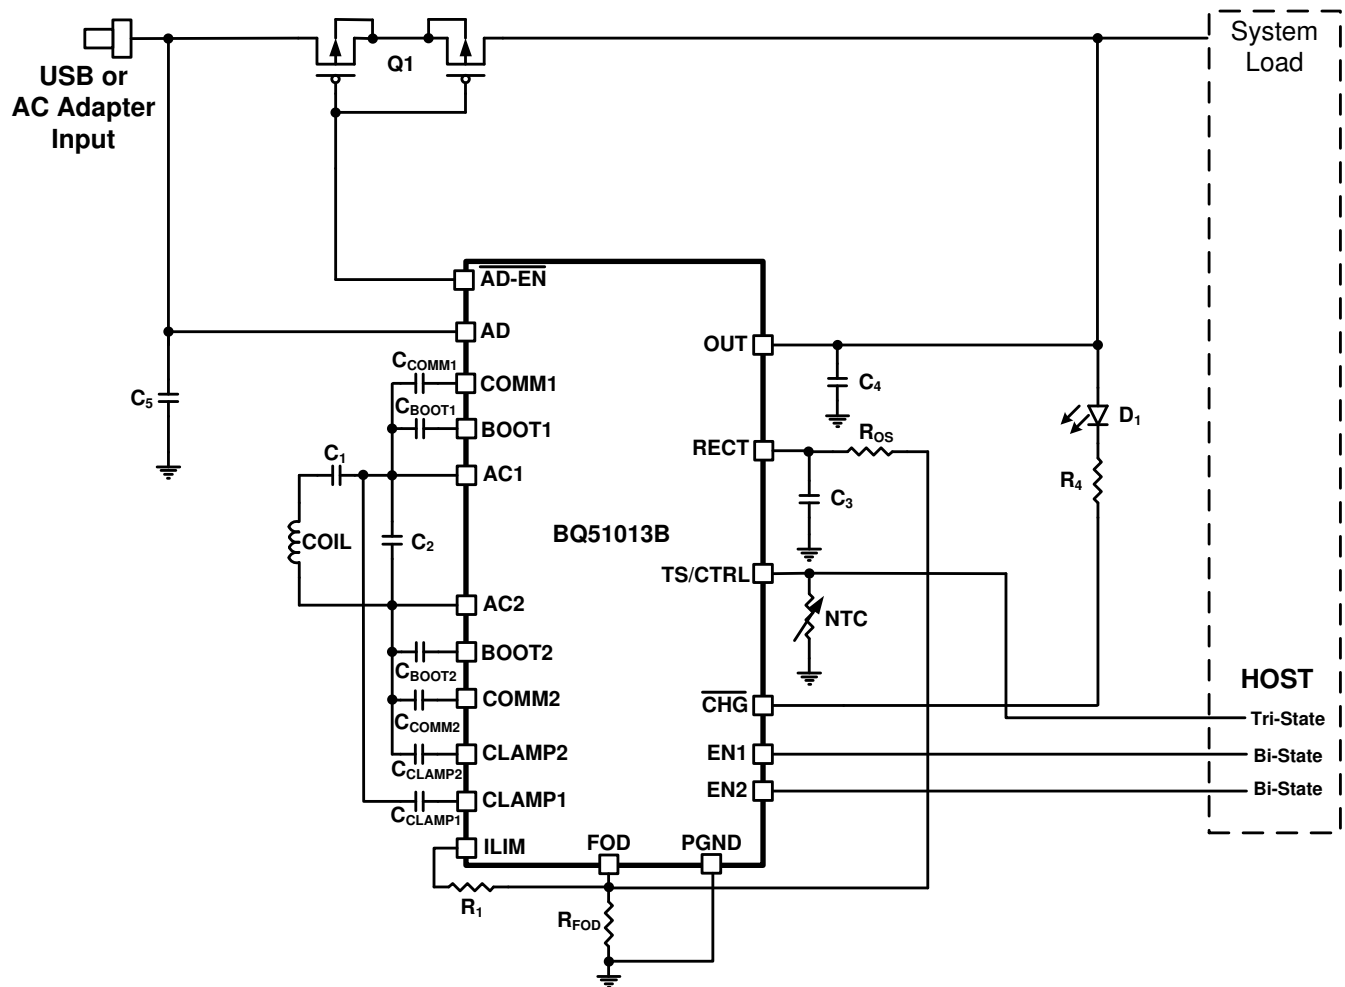 System
Load
Q1
USB or
AC Adapter
Input
AD-EN
AD
OUT
CCOMM1
COMM1
C4
C5
CBOOT1
BOOT1
D1
ROS
RECT
C1
AC1
R4
C3
BQ51013B
COIL
C2
TS/CTRL
AC2
NTC
BOOT2
CBOOT2
HOST
COMM2
CHG
CCOMM2
Tri-State
CLAMP2
EN1
Bi-State
CCLAMP2
EN2
Bi-State
CLAMP1
CCLAMP1
ILIM
FOD
PGND
R1
RFOD